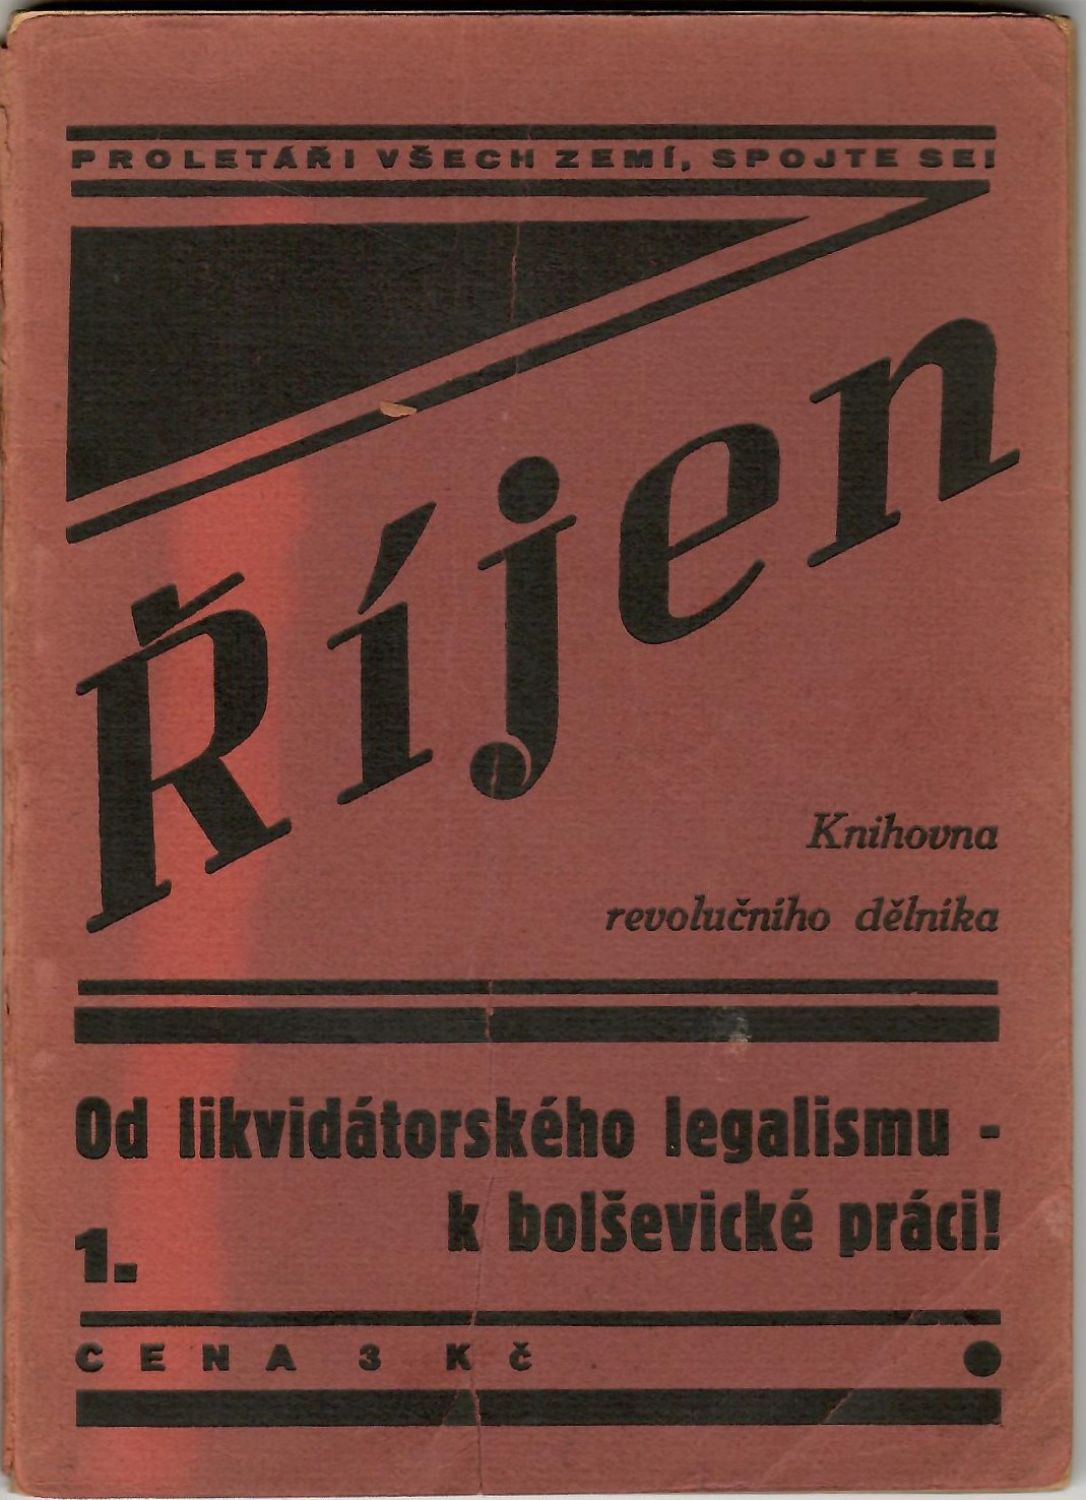 PROLETÁŘI VŠECH ZEMÍ, SPOJTE SE!
Říjen
Knihovna
revolučního dělníka
Od likvidátorského legalismu -
k bolševické práci!
1.
CENA 3 Kč